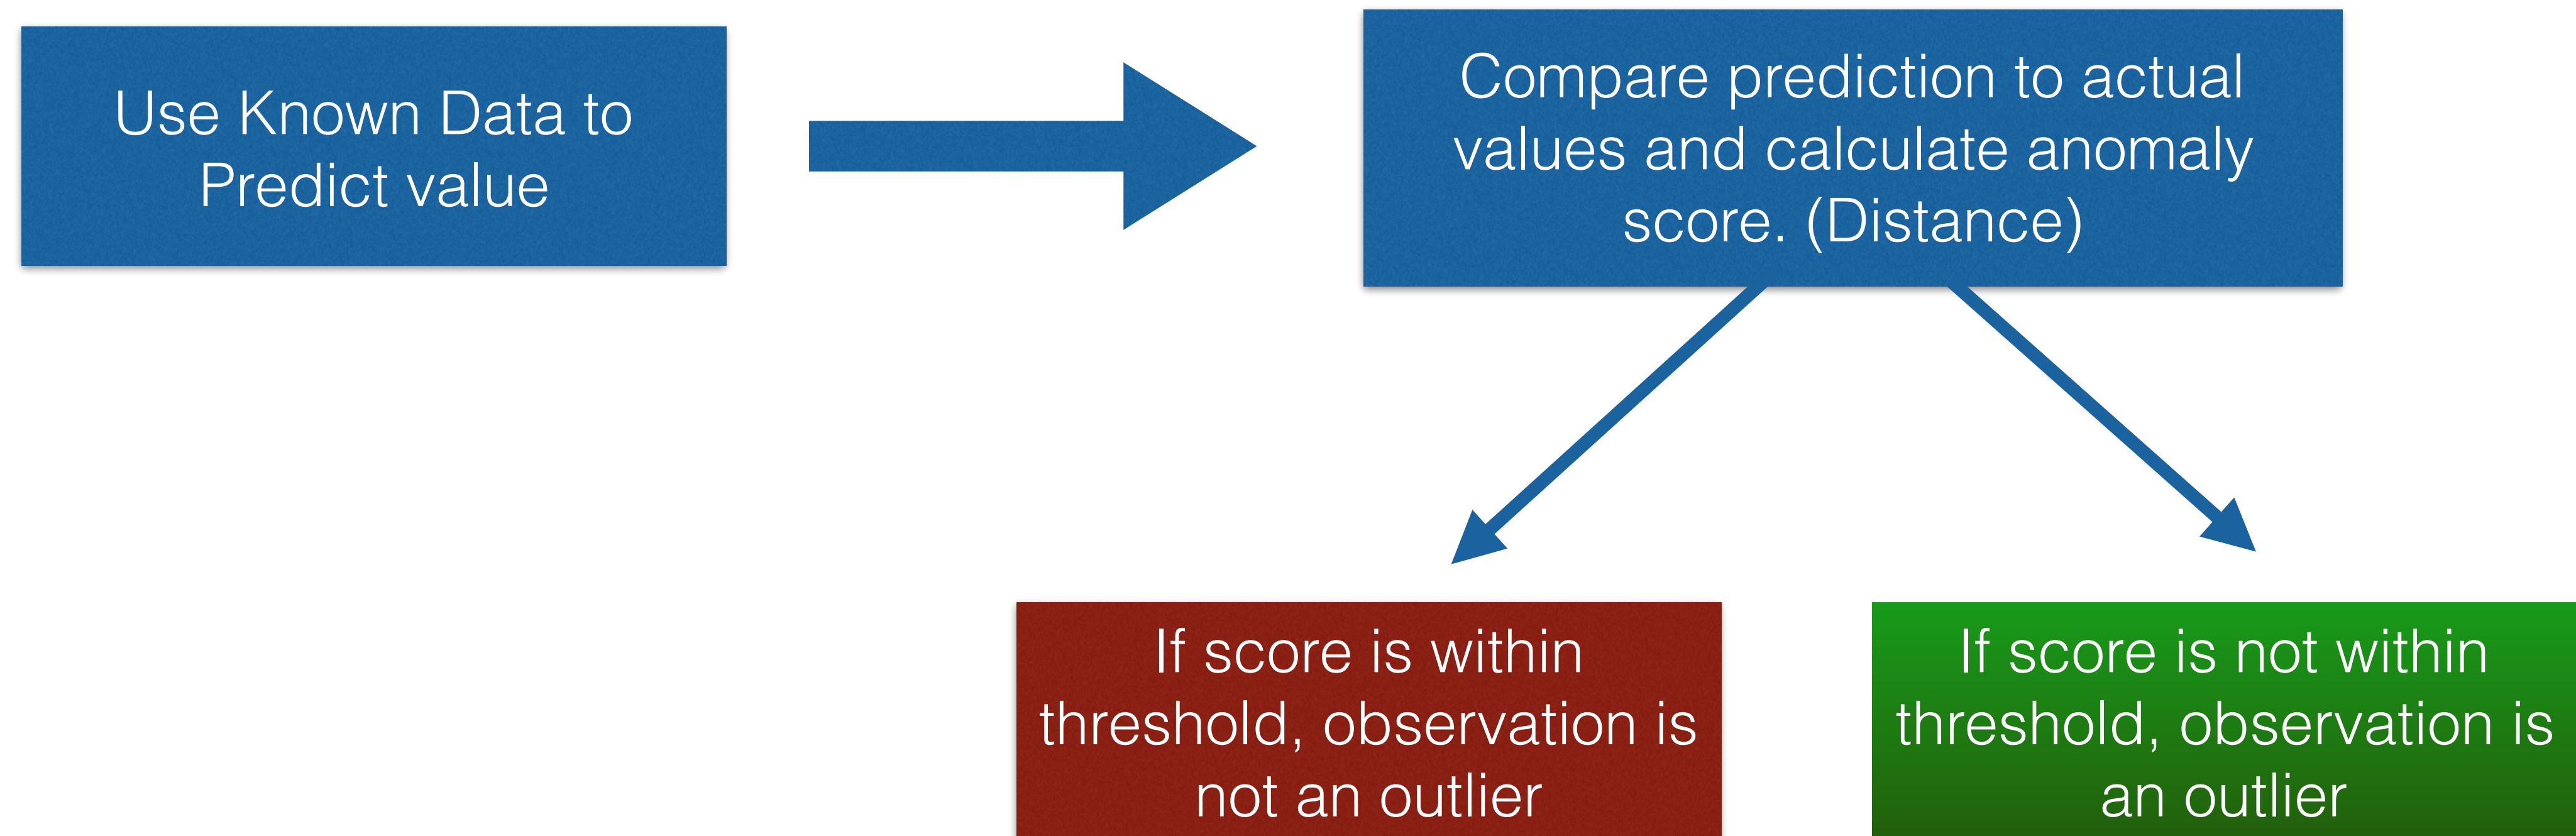 Use Known Data to
Predict value
Compare prediction to actual
values and calculate anomaly
score. (Distance)
If score is within
threshold, observation is
not an outlier
If score is not within
threshold, observation is
an outlier